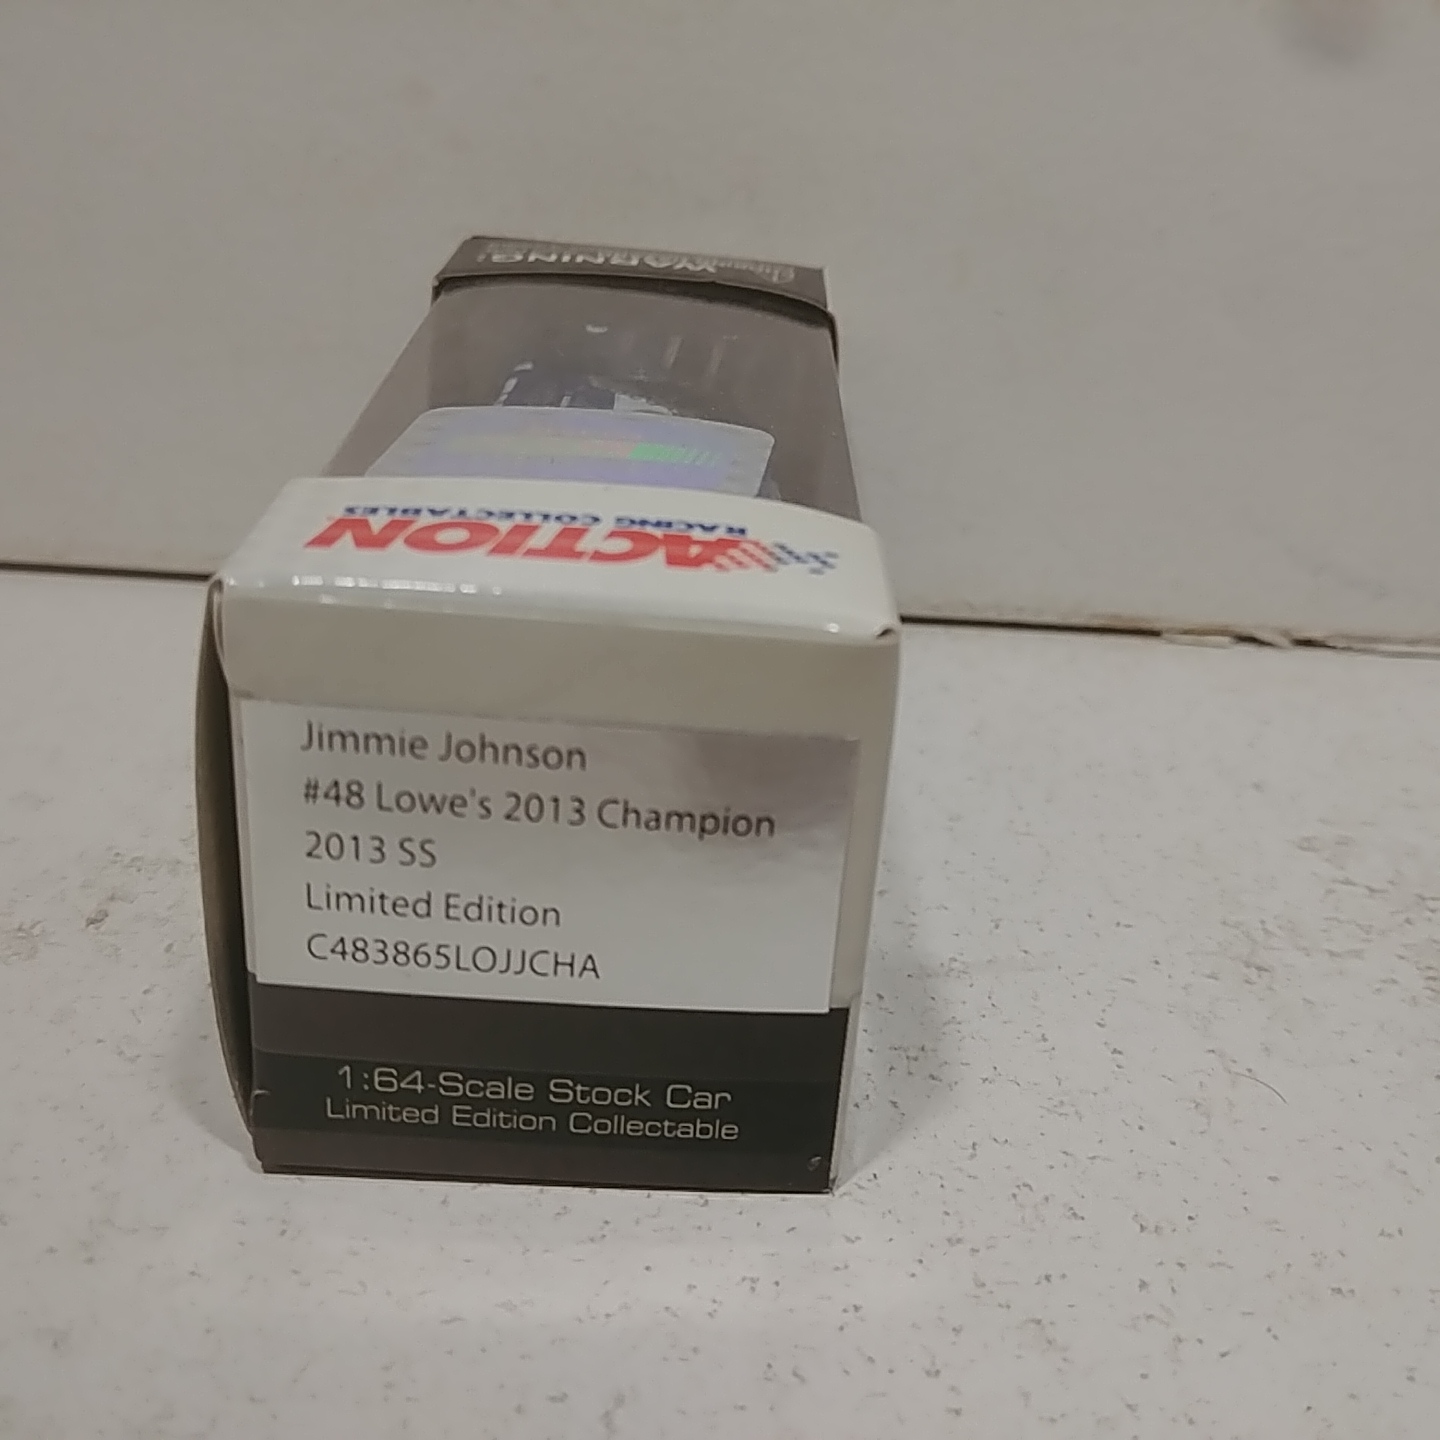 WARNING:
ACTION
RACING COLLECTABLES
Jimmie Johnson
#48 Lowe's 2013 Champion
2013 SS
Limited Edition
C483865LOJJCHA
1:64-Scale Stock Car
Limited Edition Collectable